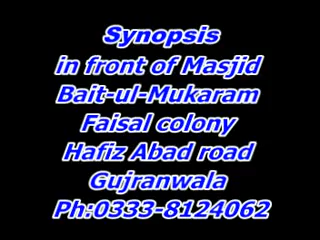 Synopsis
in front of Masjid
Bait-ul-Mukaram
Faisal colony
Hafiz Abad road
Gujranwala
Ph:0333-8124062